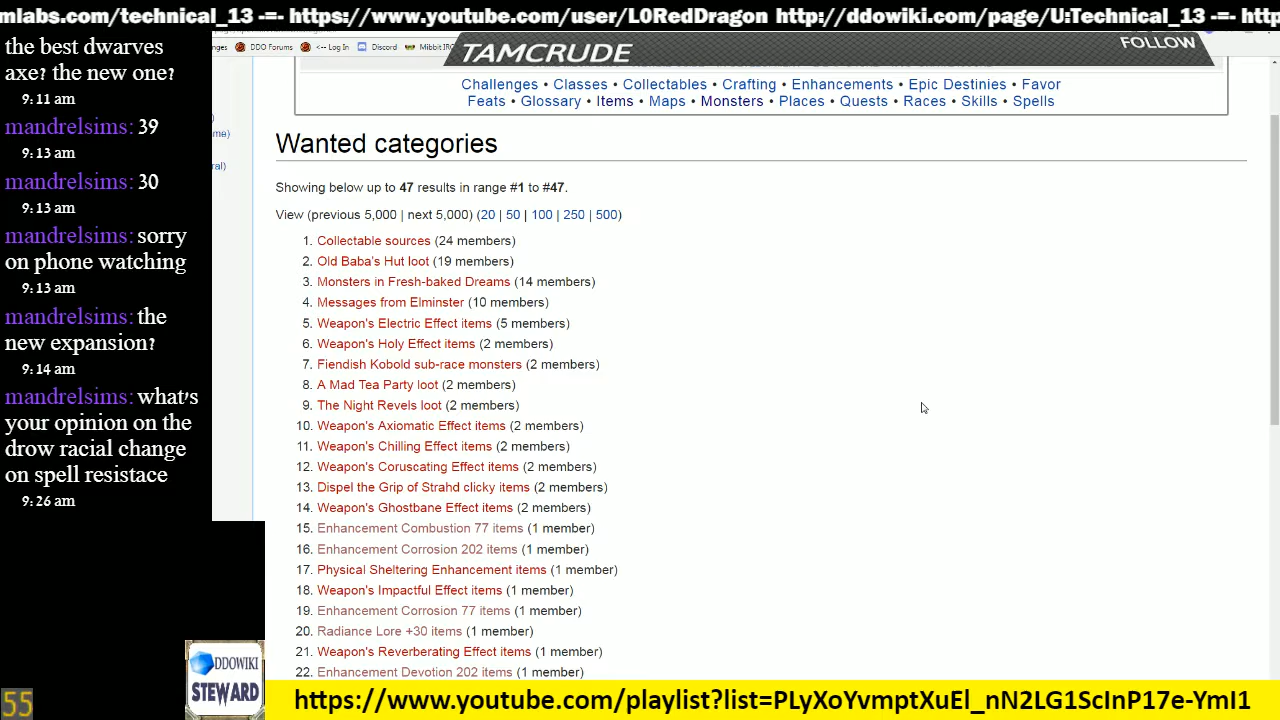 mlabs.com/technical_13 -=- https://www.youtube.com/user/L0RedDragon http://ddowiki.com/page/U:Technical_13 -=- http
nges DDO Forums <-- Log In Discord Mibbit IRC
TAMCRUDE
FOLLOW
the best dwarves
axe? the new one?
9:11 am
mandrelsims: 39
9:13 am
mandrelsims: 30
9:13 am
mandrelsims: sorry
on phone watching
9:13 am
mandrelsims: the
new expansion?
9:14 am
mandrelsims: what's
your opinion on the
drow racial change
on spell resistace
9:26 am
me)
ral)
Challenges • Classes • Collectables • Crafting • Enhancements • Epic Destinies • Favor
Feats • Glossary • Items • Maps • Monsters • Places • Quests • Races • Skills • Spells
Wanted categories
Showing below up to 47 results in range #1 to #47.
View (previous 5,000 | next 5,000) (20 | 50 | 100 | 250 | 500)
1. Collectable sources (24 members)
2. Old Baba's Hut loot (19 members)
3. Monsters in Fresh-baked Dreams (14 members)
4. Messages from Elminster (10 members)
5. Weapon's Electric Effect items (5 members)
6. Weapon's Holy Effect items (2 members)
7. Fiendish Kobold sub-race monsters (2 members)
8. A Mad Tea Party loot (2 members)
9. The Night Revels loot (2 members)
10. Weapon's Axiomatic Effect items (2 members)
11. Weapon's Chilling Effect items (2 members)
12. Weapon's Coruscating Effect items (2 members)
13. Dispel the Grip of Strahd clicky items (2 members)
14. Weapon's Ghostbane Effect items (2 members)
15. Enhancement Combustion 77 items (1 member)
16. Enhancement Corrosion 202 items (1 member)
17. Physical Sheltering Enhancement items (1 member)
18. Weapon's Impactful Effect items (1 member)
19. Enhancement Corrosion 77 items (1 member)
20. Radiance Lore +30 items (1 member)
21. Weapon's Reverberating Effect items (1 member)
22. Enhancement Devotion 202 items (1 member)
55
DDOWIKI
STEWARD
https://www.youtube.com/playlist?list=PLyXoYvmptXuEl_nN2LG1ScInP17e-YmI1